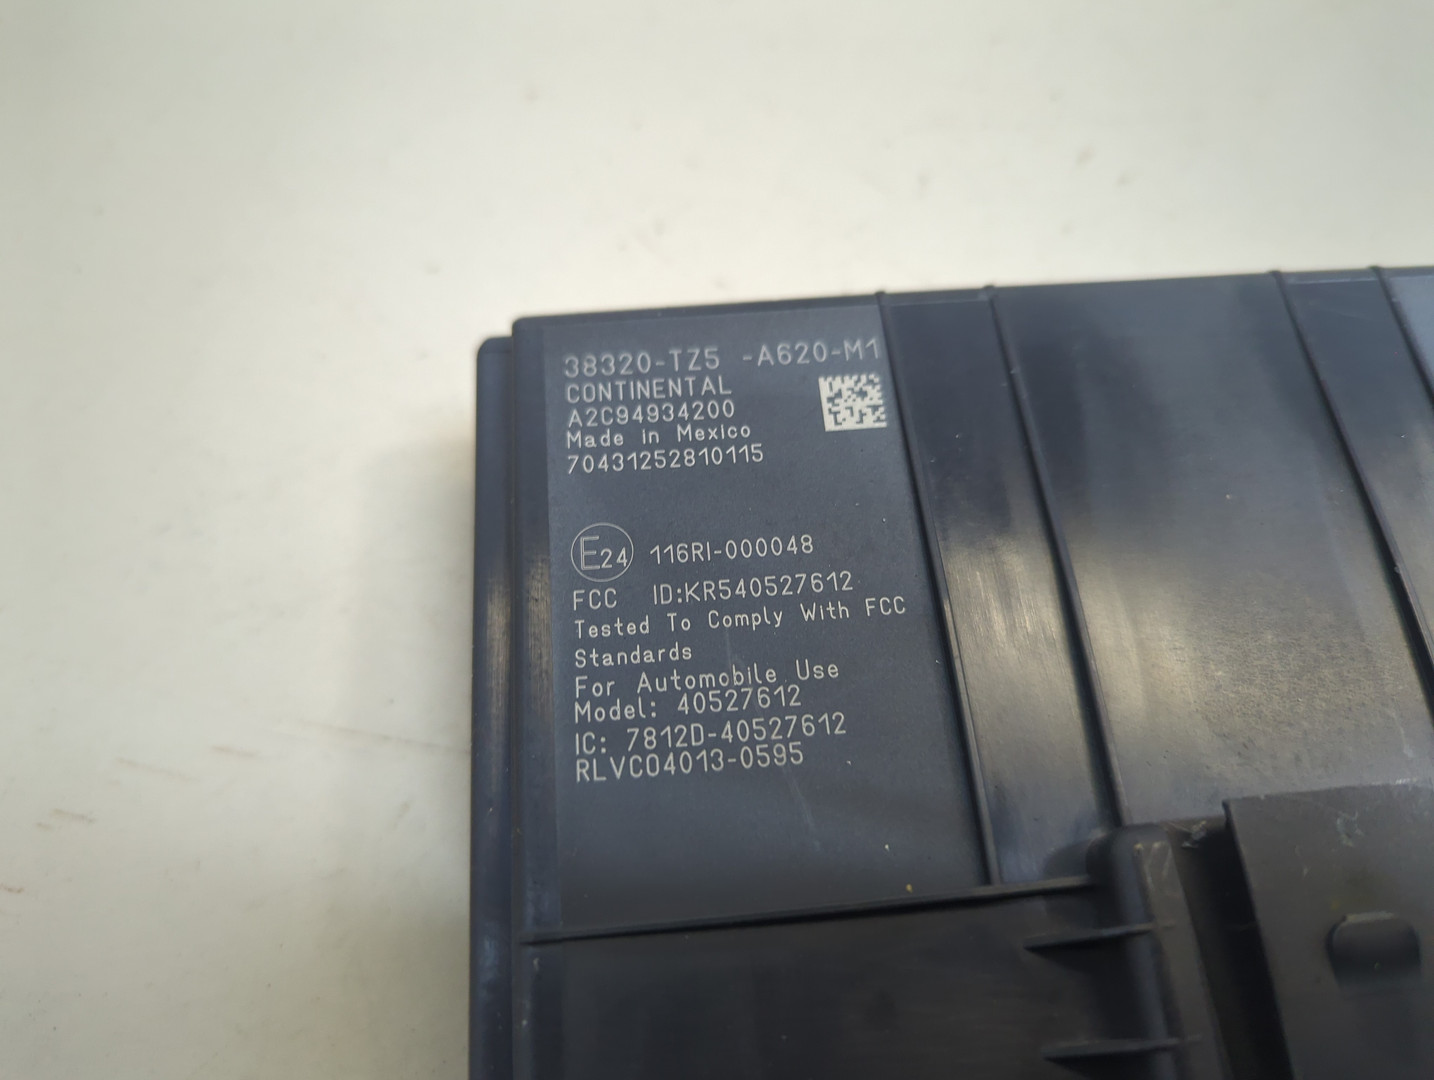 38320-TZ5 -A620-M1
CONTINENTAL
A2C94934200
Made in Mexico
70431252810115
E24 116RI-000048
FCC ID:KR540527612
Tested To Comply With FCC
Standards
For Automobile Use
Model: 40527612
IC: 7812D-40527612
RLVCO4013-0595